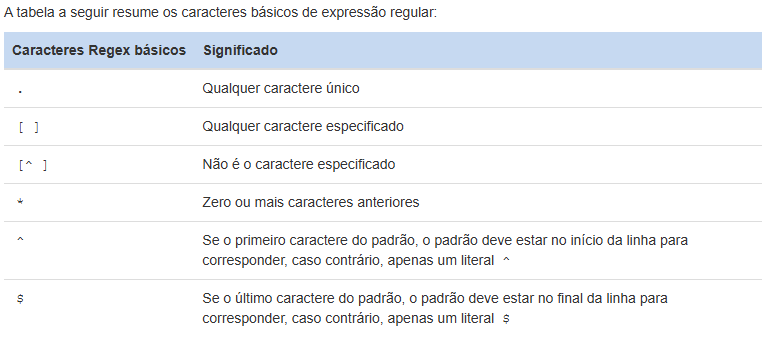 A tabela a seguir resume os caracteres básicos de expressão regular:
Caracteres Regex básicos Significado
. Qualquer caractere único
[ ] Qualquer caractere especificado
[^ ] Não é o caractere especificado
* Zero ou mais caracteres anteriores
^ Se o primeiro caractere do padrão, o padrão deve estar no início da linha para
corresponder, caso contrário, apenas um literal ^
$ Se o último caractere do padrão, o padrão deve estar no final da linha para
corresponder, caso contrário, apenas um literal $